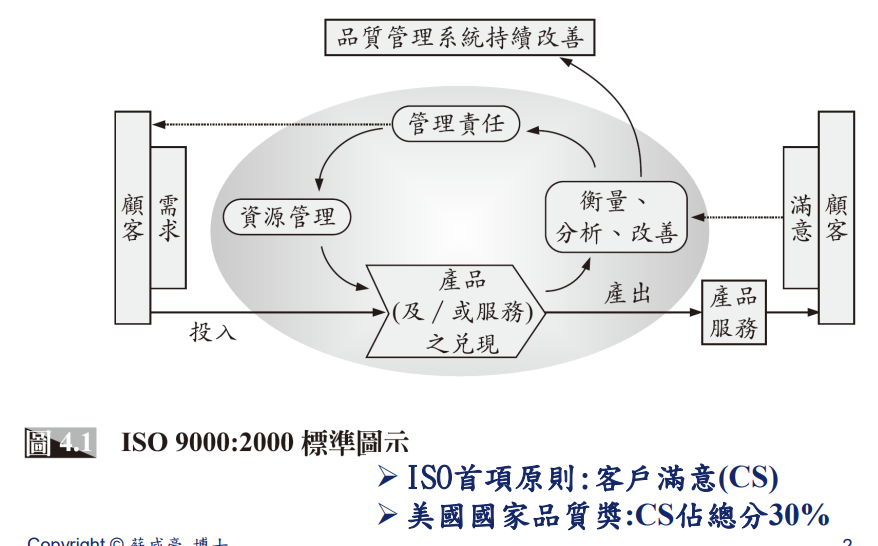 品質管理系統持續改善
管理責任
顧客
需求
資源管理
衡量、
分析、改善
滿意
顧客
產品
(及/或服務)
之兌現
投入
產出
產品
服務
圖 4.1 ISO 9000:2000 標準圖示
➢ ISO首項原則:客戶滿意(CS)
➢ 美國國家品質獎:CS佔總分30%
Copyright © 博士
2